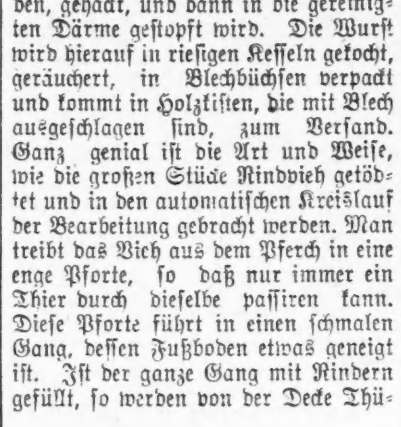 den, gehackt, und dann in die gereinig-
ten Därme gestopft wird. Die Wurst
wird hierauf in riesigen Kesseln gekocht,
geräuchert, in Blechbüchsen verpackt
und kommt in Holzkisten, die mit Blech
ausgeschlagen sind, zum Versand.
Ganz genial ist die Art und Weise,
wie die großen Stücke Rindvieh getöd-
tet und in den automatischen Kreislauf
der Bearbeitung gebracht werden. Man
treibt das Vieh aus dem Pferch in eine
enge Pforte, so daß nur immer ein
Thier durch dieselbe passiren kann.
Diese Pforte führt in einen schmalen
Gang, dessen Fußboden etwas geneigt
ist. Ist der ganze Gang mit Rindern
gefüllt, so werden von der Decke Thü-